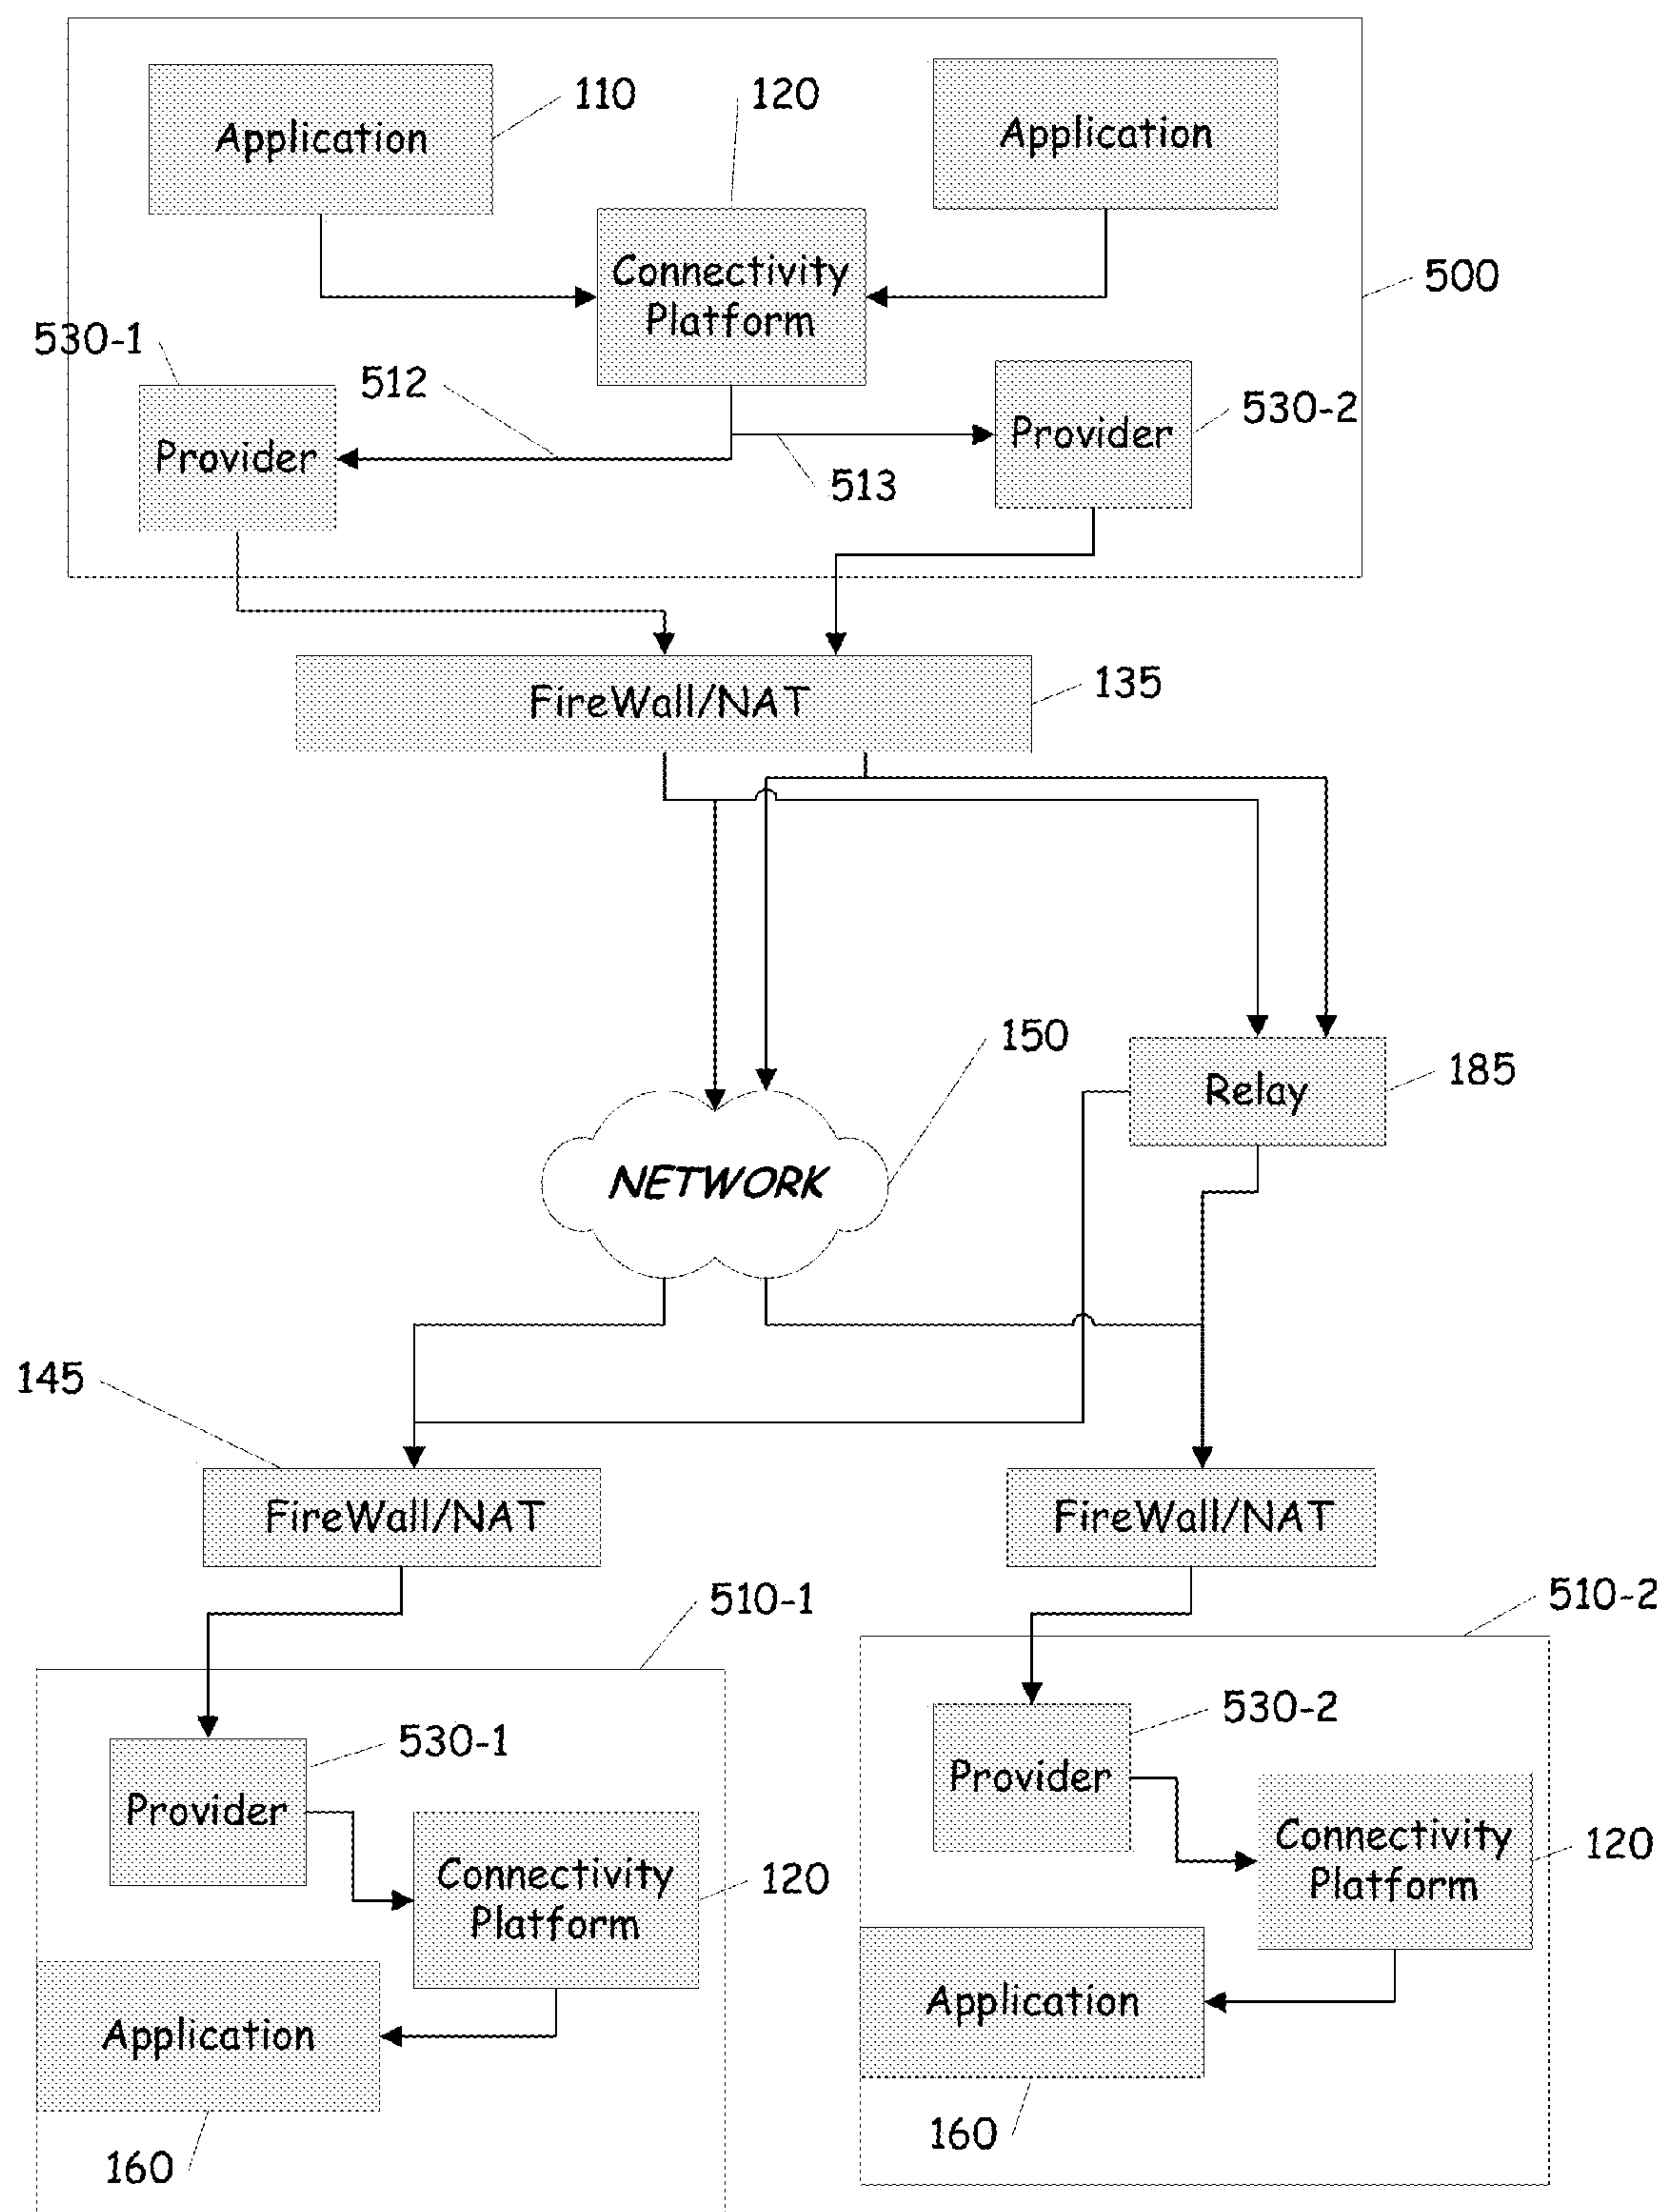 110
120
Application
Application
Connectivity
Platform
500
530-1
512
530-2
Provider
Provider
513
FireWall/NAT
135
150
185
Relay
NETWORK
145
FireWall/NAT
FireWall/NAT
510-1
510-2
530-1
530-2
Provider
Provider
Connectivity
Platform
120
Connectivity
Platform
120
Application
Application
160
160